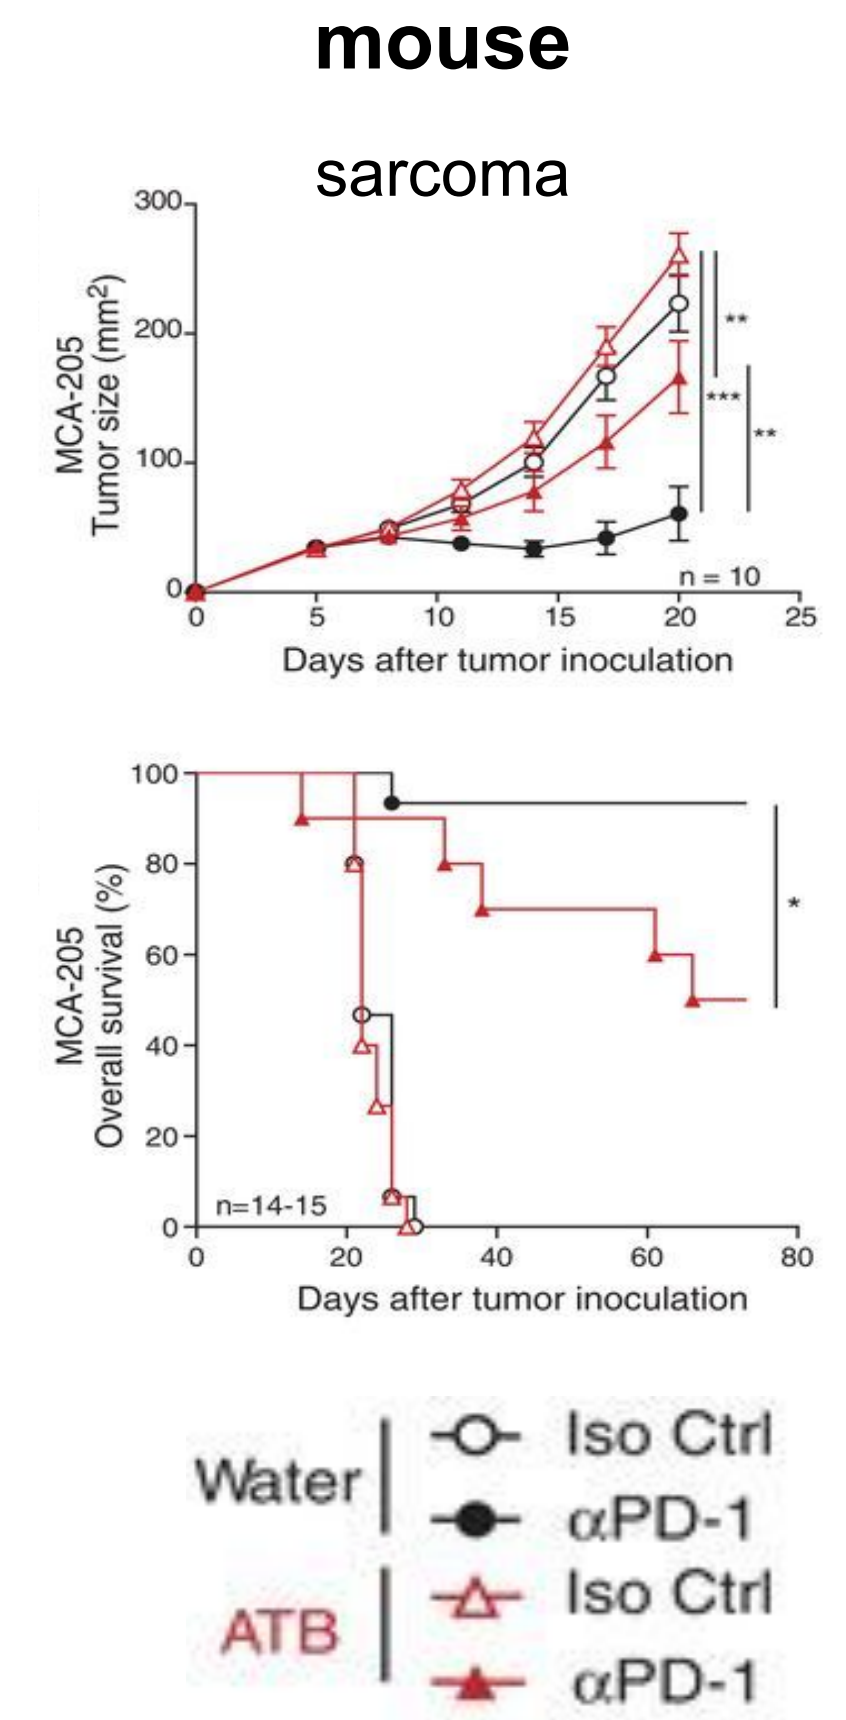 mouse
sarcoma
MCA-205
Tumor size (mm²)
300
200
100
0
**
***
**
n = 10
0 5 10 15 20 25
Days after tumor inoculation
MCA-205
Overall survival (%)
100
80
60
40
20
0
*
n=14-15
0 20 40 60 80
Days after tumor inoculation
Water
Iso Ctrl
αPD-1
ATB
Iso Ctrl
αPD-1